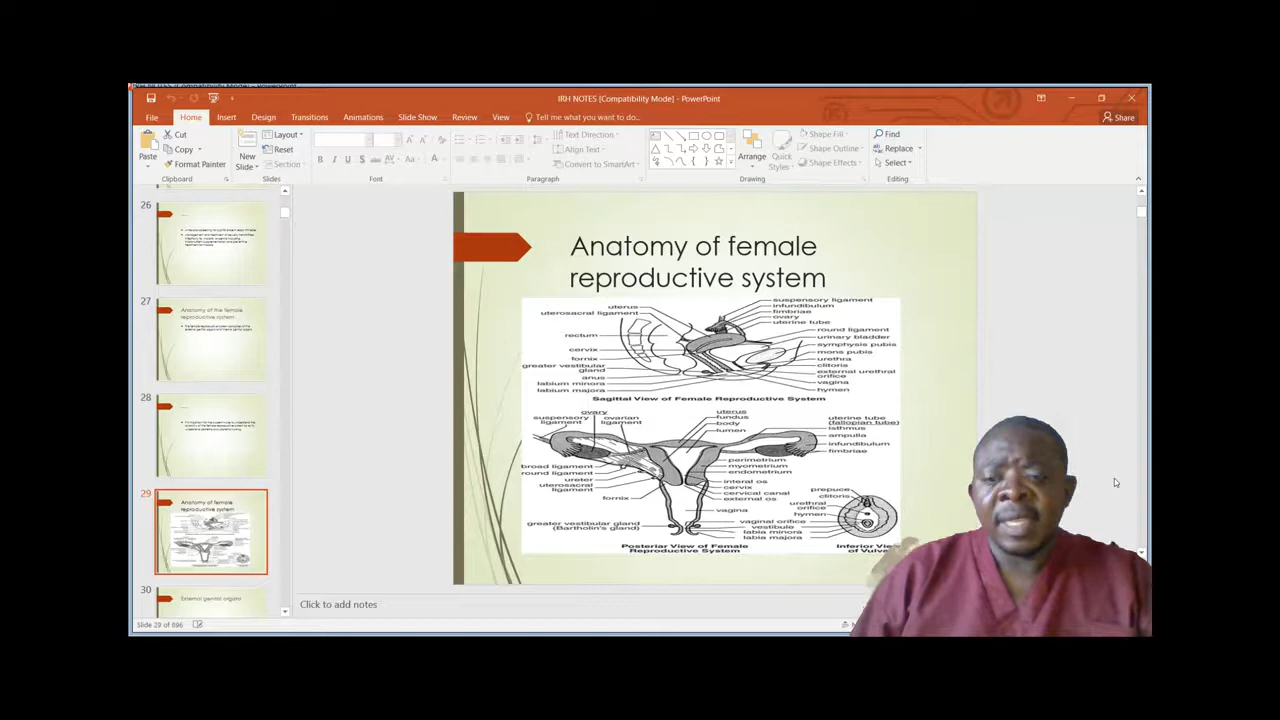 IRH NOTES [Compatibility Mode] - PowerPoint
File Home Insert Design Transitions Animations Slide Show Review View Tell me what you want to do... Share
Paste
Cut
Copy
Format Painter
Clipboard
New Slide
Layout
Reset
Section
Slides
Font
Text Direction
Align Text
Convert to SmartArt
Paragraph
Arrange
Quick Styles
Shape Fill
Shape Outline
Shape Effects
Drawing
Find
Replace
Select
Editing
26
27
Anatomy of the female
reproductive system
28
29
Anatomy of female
reproductive system
30
External genital organs
Anatomy of female
reproductive system
uterus
uterosacral ligament
rectum
cervix
fornix
greater vestibular
gland
anus
labium minora
labium majora
suspensory ligament
infundibulum
fimbriae
ovary
uterine tube
round ligament
urinary bladder
symphysis pubis
mons pubis
urethra
clitoris
external urethral
orifice
vagina
hymen
Sagittal View of Female Reproductive System
ovary
suspensory
ligament
ovarian
ligament
uterus
fundus
body
lumen
uterine tube
(fallopian tube)
isthmus
ampulla
infundibulum
fimbriae
broad ligament
round ligament
ureter
uterosacral
ligament
fornix
perimetrium
myometrium
endometrium
internal os
cervix
cervical canal
external os
vagina
greater vestibular gland
(Bartholin's gland)
prepuce
clitoris
urethral
orifice
hymen
vaginal orifice
vestibule
labia minora
labia majora
Posterior View of Female
Reproductive System
Inferior View
of Vulva
Click to add notes
Slide 29 of 696